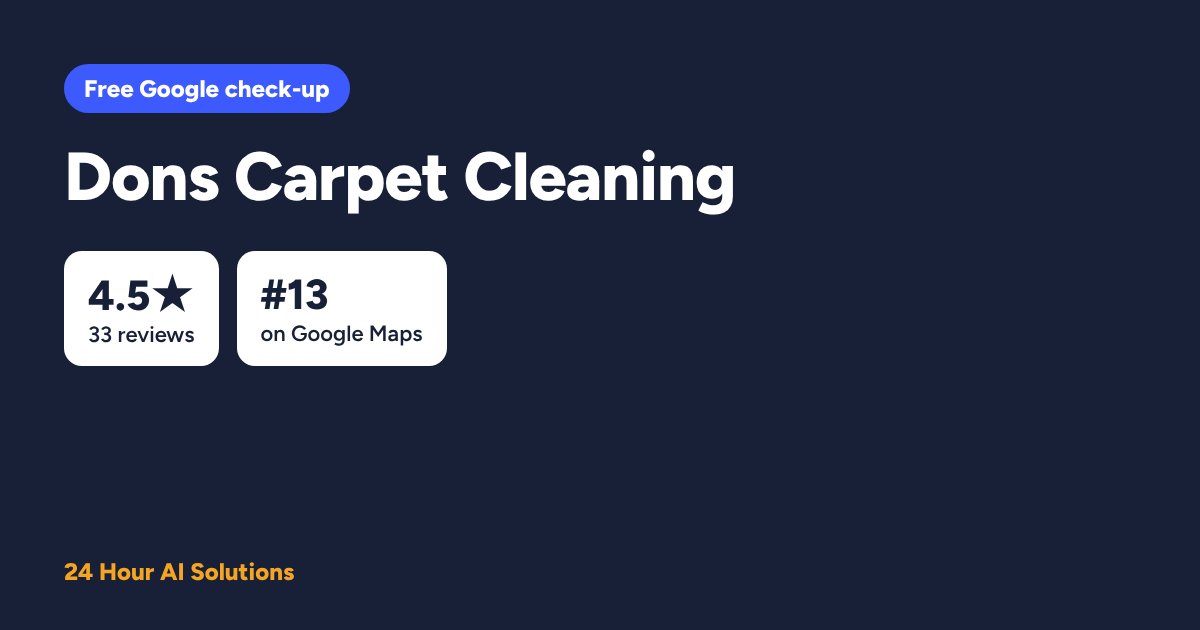 Free Google check-up
Dons Carpet Cleaning
4.5★
33 reviews
#13
on Google Maps
24 Hour AI Solutions